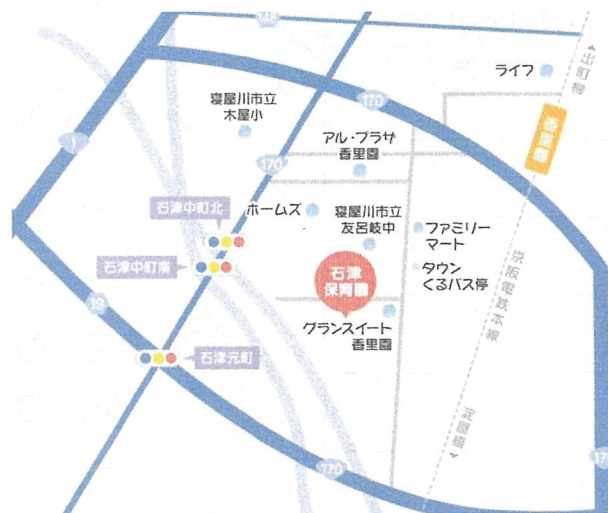 148
ライフ
▲出町柳
170
香里園
寝屋川市立
木屋小
1
アル・プラザ
香里園
170
石津中町北
ホームズ
寝屋川市立
友呂岐中
ファミリー
マート
石津中町南
石津
保育園
タウン
くるバス停
京阪電鉄本線
19
グランスイート
香里園
石津元町
170
170